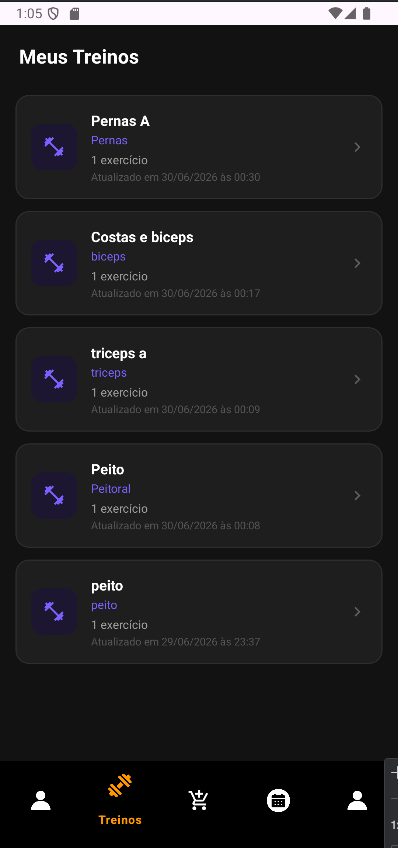 1:05
Meus Treinos
Pernas A
Pernas
1 exercício
Atualizado em 30/06/2026 às 00:30
Costas e biceps
biceps
1 exercício
Atualizado em 30/06/2026 às 00:17
triceps a
triceps
1 exercício
Atualizado em 30/06/2026 às 00:09
Peito
Peitoral
1 exercício
Atualizado em 30/06/2026 às 00:08
peito
peito
1 exercício
Atualizado em 29/06/2026 às 23:37
Treinos
1: